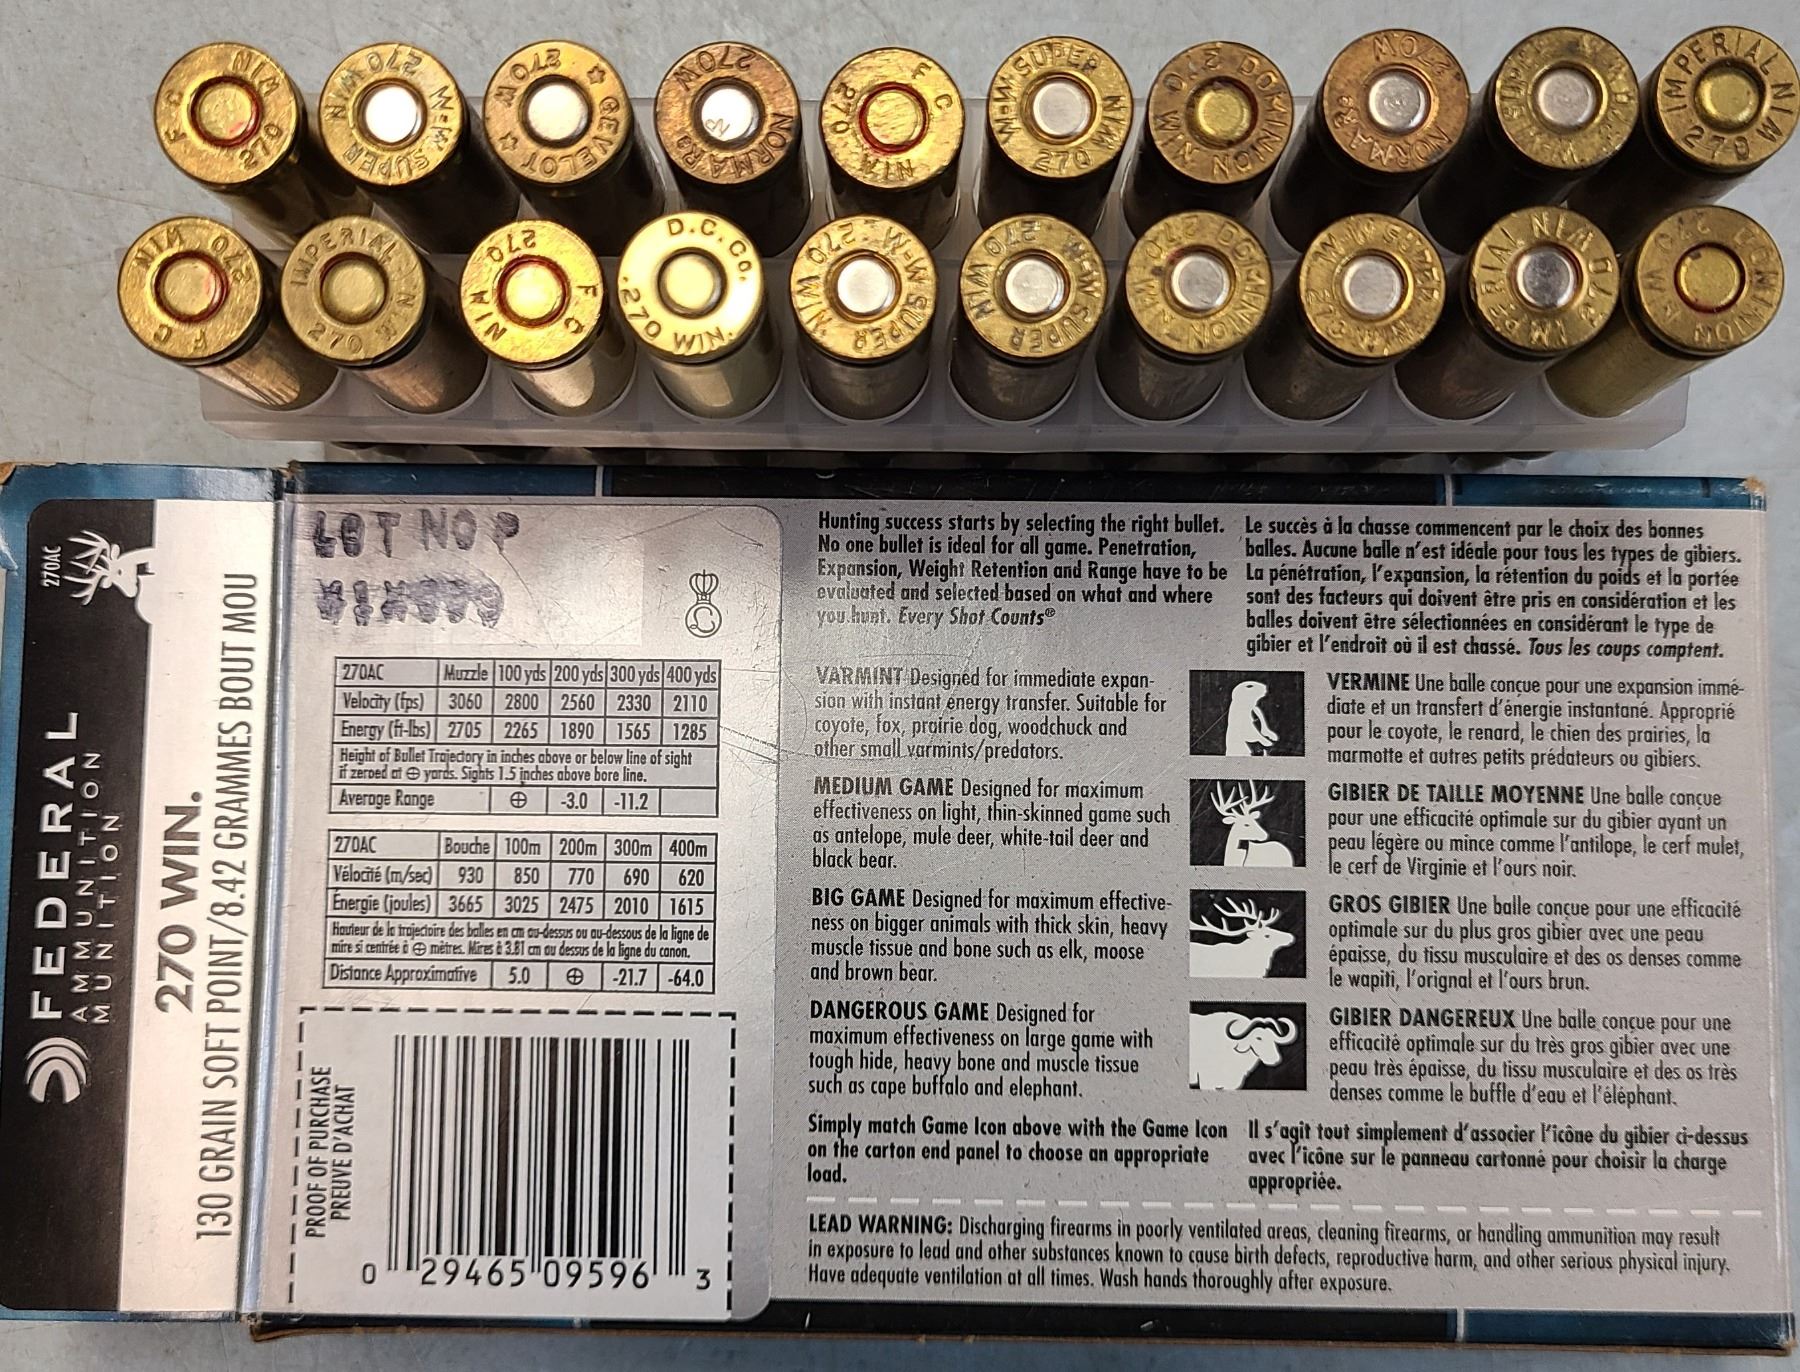 F C 270 WIN
W-W SUPER 270 WIN
GEVELOT 270 W
NORMA RB 270W
F C 270 WIN
W-W SUPER 270 WIN
DOMINION 270 WIN
NORMA RB 270W
W-W SUPER
IMPERIAL 270 WIN
F C 270 WIN
IMPERIAL 270 WIN
F C 270 WIN
D.C.Co. .270 WIN.
W-W SUPER 270 WIN
W-W SUPER 270 WIN
DOMINION 270 WIN
W-W SUPER
IMPERIAL 270 WIN
DOMINION 270 WIN
270AC
FEDERAL
AMMUNITION
MUNITION
270 WIN.
130 GRAIN SOFT POINT/8.42 GRAMMES BOUT MOU
LOT NO P
270AC Muzzle 100 yds 200 yds 300 yds 400 yds
Velocity (fps) 3060 2800 2560 2330 2110
Energy (ft-lbs) 2705 2265 1890 1565 1285
Height of Bullet Trajectory in inches above or below line of sight
if zeroed at ⊕ yards. Sights 1.5 inches above bore line.
Average Range ⊕ -3.0 -11.2
270AC Bouche 100m 200m 300m 400m
Vélocité (m/sec) 930 850 770 690 620
Énergie (joules) 3665 3025 2475 2010 1615
Hauteur de la trajectoire des balles en cm au-dessus ou au-dessous de la ligne de
mire si centrée à ⊕ mètres. Mires à 3.81 cm au dessus de la ligne du canon.
Distance Approximative 5.0 ⊕ -21.7 -64.0
PROOF OF PURCHASE
PREUVE D'ACHAT
0 29465 09596 3
Hunting success starts by selecting the right bullet.
No one bullet is ideal for all game. Penetration,
Expansion, Weight Retention and Range have to be
evaluated and selected based on what and where
you hunt. Every Shot Counts®
Le succès à la chasse commencent par le choix des bonnes
balles. Aucune balle n'est idéale pour tous les types de gibiers.
La pénétration, l'expansion, la rétention du poids et la portée
sont des facteurs qui doivent être pris en considération et les
balles doivent être sélectionnées en considérant le type de
gibier et l'endroit où il est chassé. Tous les coups comptent.
VARMINT Designed for immediate expan-
sion with instant energy transfer. Suitable for
coyote, fox, prairie dog, woodchuck and
other small varmints/predators.
VERMINE Une balle conçue pour une expansion immé-
diate et un transfert d'énergie instantané. Approprié
pour le coyote, le renard, le chien des prairies, la
marmotte et autres petits prédateurs ou gibiers.
MEDIUM GAME Designed for maximum
effectiveness on light, thin-skinned game such
as antelope, mule deer, white-tail deer and
black bear.
GIBIER DE TAILLE MOYENNE Une balle conçue
pour une efficacité optimale sur du gibier ayant un
peau légère ou mince comme l'antilope, le cerf mulet,
le cerf de Virginie et l'ours noir.
BIG GAME Designed for maximum effective-
ness on bigger animals with thick skin, heavy
muscle tissue and bone such as elk, moose
and brown bear.
GROS GIBIER Une balle conçue pour une efficacité
optimale sur du plus gros gibier avec une peau
épaisse, du tissu musculaire et des os denses comme
le wapiti, l'orignal et l'ours brun.
DANGEROUS GAME Designed for
maximum effectiveness on large game with
tough hide, heavy bone and muscle tissue
such as cape buffalo and elephant.
GIBIER DANGEREUX Une balle conçue pour une
efficacité optimale sur du très gros gibier avec une
peau très épaisse, du tissu musculaire et des os très
denses comme le buffle d'eau et l'éléphant.
Simply match Game Icon above with the Game Icon
on the carton end panel to choose an appropriate
load.
Il s'agit tout simplement d'associer l'icône du gibier ci-dessus
avec l'icône sur le panneau cartonné pour choisir la charge
appropriée.
LEAD WARNING: Discharging firearms in poorly ventilated areas, cleaning firearms, or handling ammunition may result
in exposure to lead and other substances known to cause birth defects, reproductive harm, and other serious physical injury.
Have adequate ventilation at all times. Wash hands thoroughly after exposure.